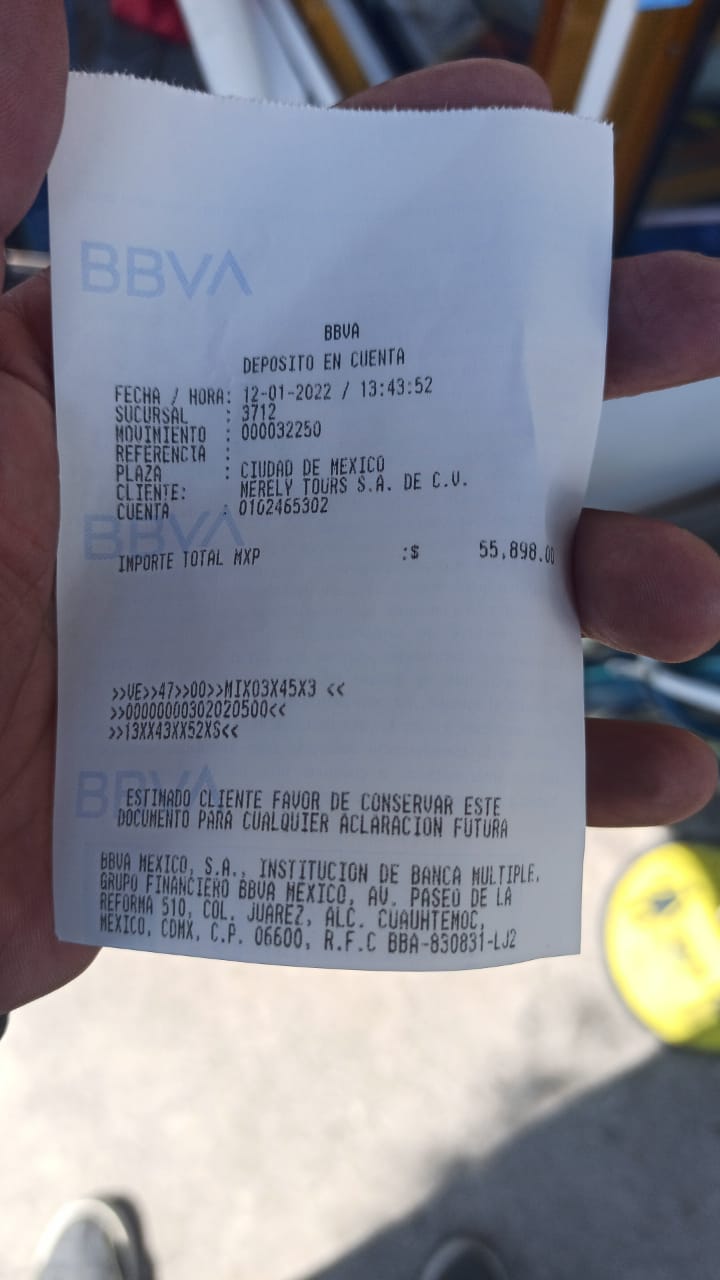 BBVA
BBVA
DEPOSITO EN CUENTA
FECHA / HORA: 12-01-2022 / 13:43:52
SUCURSAL : 3712
MOVIMIENTO : 000032250
REFERENCIA :
PLAZA : CIUDAD DE MEXICO
CLIENTE: MERELY TOURS S.A. DE C.V.
CUENTA : 0102465302
BBVA
IMPORTE TOTAL MXP :$ 55,898.00
>>VE>>47>>00>>MIX03X45X3 <<
>>00000000302020500<<
>>13XX43XX52XS<<
BBVA
ESTIMADO CLIENTE FAVOR DE CONSERVAR ESTE
DOCUMENTO PARA CUALQUIER ACLARACION FUTURA
BBVA MEXICO, S.A., INSTITUCION DE BANCA MULTIPLE,
GRUPO FINANCIERO BBVA MEXICO, AV. PASEO DE LA
REFORMA 510, COL. JUAREZ, ALC. CUAUHTEMOC,
MEXICO, CDMX, C.P. 06600, R.F.C BBA-830831-LJ2